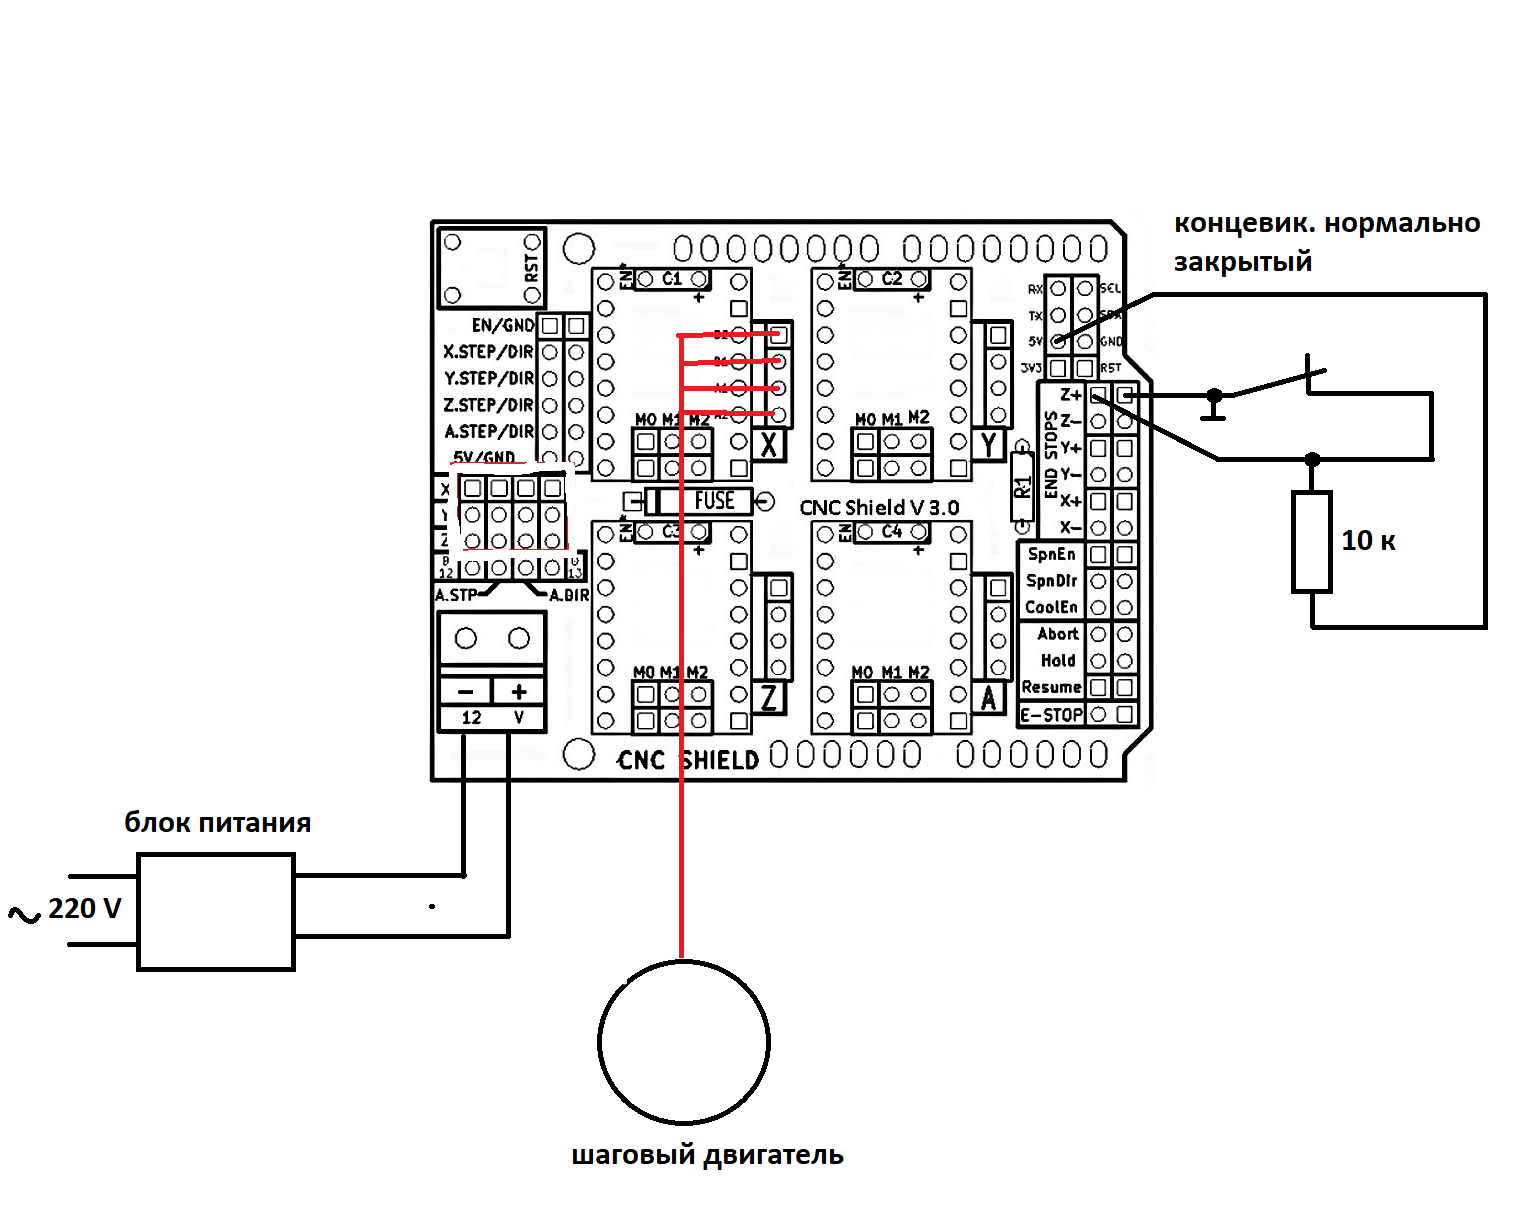 концевик. нормально
закрытый
RST
EN/GND
X.STEP/DIR
Y.STEP/DIR
Z.STEP/DIR
A.STEP/DIR
5V/GND
X
Y
Z
12
13
A.STP
A.DIR
- +
12 V
EN
C1
+
B2
B1
A1
A2
M0 M1 M2
X
EN
C2
+
M0 M1 M2
Y
FUSE
CNC Shield V 3.0
R1
EN
C3
+
M0 M1 M2
Z
EN
C4
+
M0 M1 M2
A
CNC SHIELD
RX SCL
TX SDA
5V GND
3V3 RST
END STOPS
Z+
Z-
Y+
Y-
X+
X-
SpnEn
SpnDir
CoolEn
Abort
Hold
Resume
E-STOP
10 к
блок питания
~ 220 V
шаговый двигатель